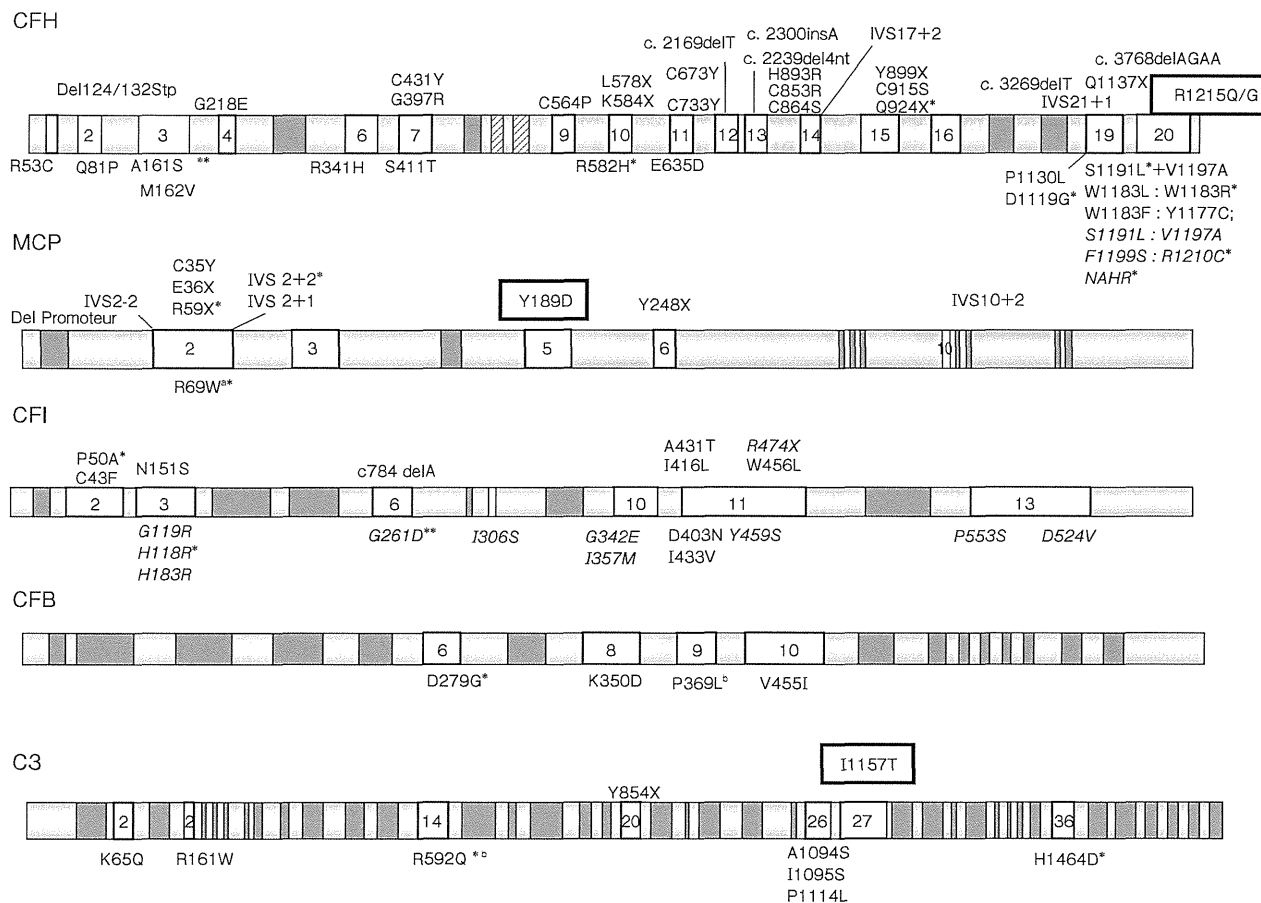 CFH
c. 2300insA
IVS17+2
c. 2169delT
c. 2239del4nt
c. 3768delAGAA
Del124/132Stp
C431Y
G397R
L578X
K584X
C673Y
H893R
C853R
C864S
Y899X
C915S
Q924X*
c. 3269delT
Q1137X
IVS21+1
R1215Q/G
G218E
C564P
C733Y
2 3 4 6 7 9 10 11 12 13 14 15 16 19 20
R53C
Q81P
A161S
M162V
**
R341H
S411T
R582H*
E635D
P1130L
D1119G*
S1191L*+V1197A
W1183L : W1183R*
W1183F : Y1177C;
S1191L : V1197A
F1199S : R1210C*
NAHR*
MCP
C35Y
E36X
R59X*
IVS 2+2*
IVS 2+1
IVS2-2
Del Promoteur
Y189D
Y248X
IVS10+2
2 3 5 6 10
R69Wᵃ*
CFI
P50A*
C43F
N151S
c784 delA
A431T
I416L
R474X
W456L
2 3 6 10 11 13
G119R
H118R*
H183R
G261D**
I306S
G342E
I357M
D403N Y459S
I433V
P553S
D524V
CFB
6 8 9 10
D279G*
K350D
P369Lᵇ
V455I
C3
I1157T
Y854X
2 2 14 20 26 27 36
K65Q
R161W
R592Q *ᵇ
A1094S
I1095S
P1114L
H1464D*